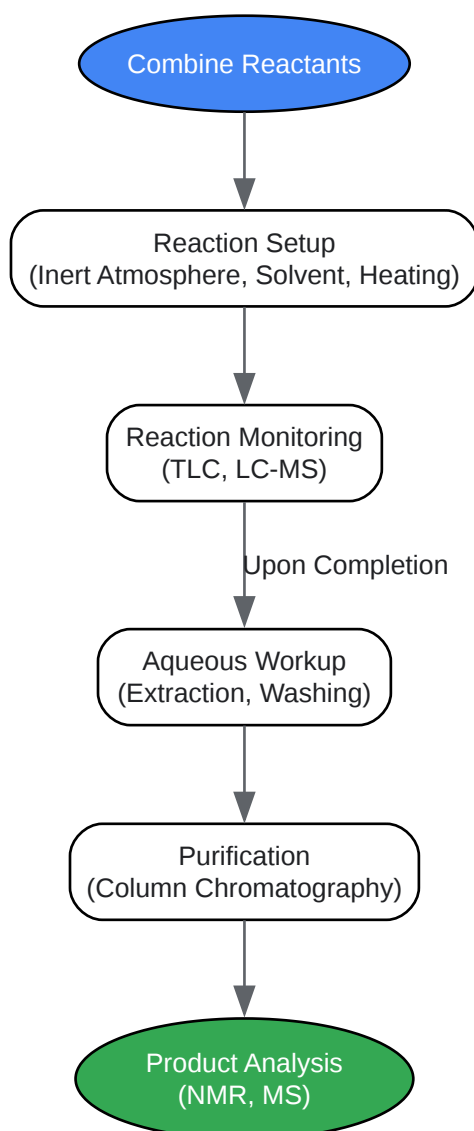 Combine Reactants
Reaction Setup
(Inert Atmosphere, Solvent, Heating)
Reaction Monitoring
(TLC, LC-MS)
Upon Completion
Aqueous Workup
(Extraction, Washing)
Purification
(Column Chromatography)
Product Analysis
(NMR, MS)